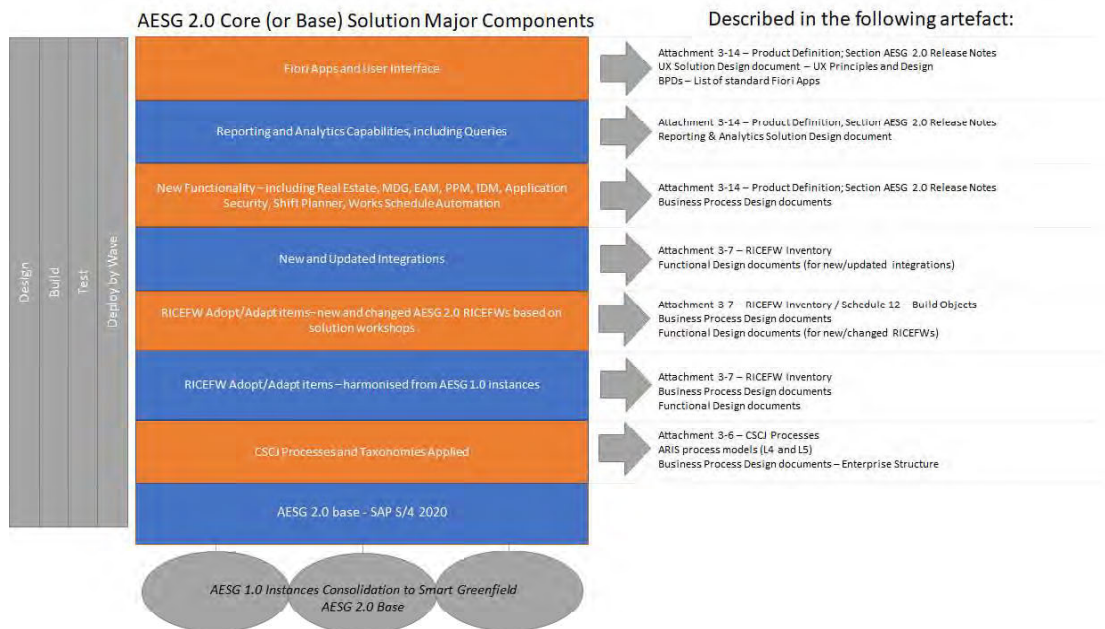 AESG 2.0 Core (or Base) Solution Major Components
Described in the following artefact:
Design
Build
Test
Deploy by Wave
Fiori Apps and User Interface
Attachment 3-14 – Product Definition; Section AESG 2.0 Release Notes
UX Solution Design document – UX Principles and Design
BPDs – List of standard Fiori Apps
Reporting and Analytics Capabilities, including Queries
Attachment 3-14 – Product Definition; Section AESG 2.0 Release Notes
Reporting & Analytics Solution Design document
New Functionality – including Real Estate, MDG, EAM, PPM, IDM, Application
Security, Shift Planner, Works Schedule Automation
Attachment 3-14 – Product Definition; Section AESG 2.0 Release Notes
Business Process Design documents
New and Updated Integrations
Attachment 3-7 – RICEFW Inventory
Functional Design documents (for new/updated integrations)
RICEFW Adopt/Adapt items–new and changed AESG 2.0 RICEFWs based on
solution workshops
Attachment 3 7 – RICEFW Inventory / Schedule 12 Build Objects
Business Process Design documents
Functional Design documents (for new/changed RICEFWs)
RICEFW Adopt/Adapt items – harmonised from AESG 1.0 instances
Attachment 3-7 – RICEFW Inventory
Business Process Design documents
Functional Design documents
CSCJ Processes and Taxonomies Applied
Attachment 3-6 – CSCJ Processes
ARIS process models (L4 and L5)
Business Process Design documents – Enterprise Structure
AESG 2.0 base - SAP S/4 2020
AESG 1.0 Instances Consolidation to Smart Greenfield
AESG 2.0 Base